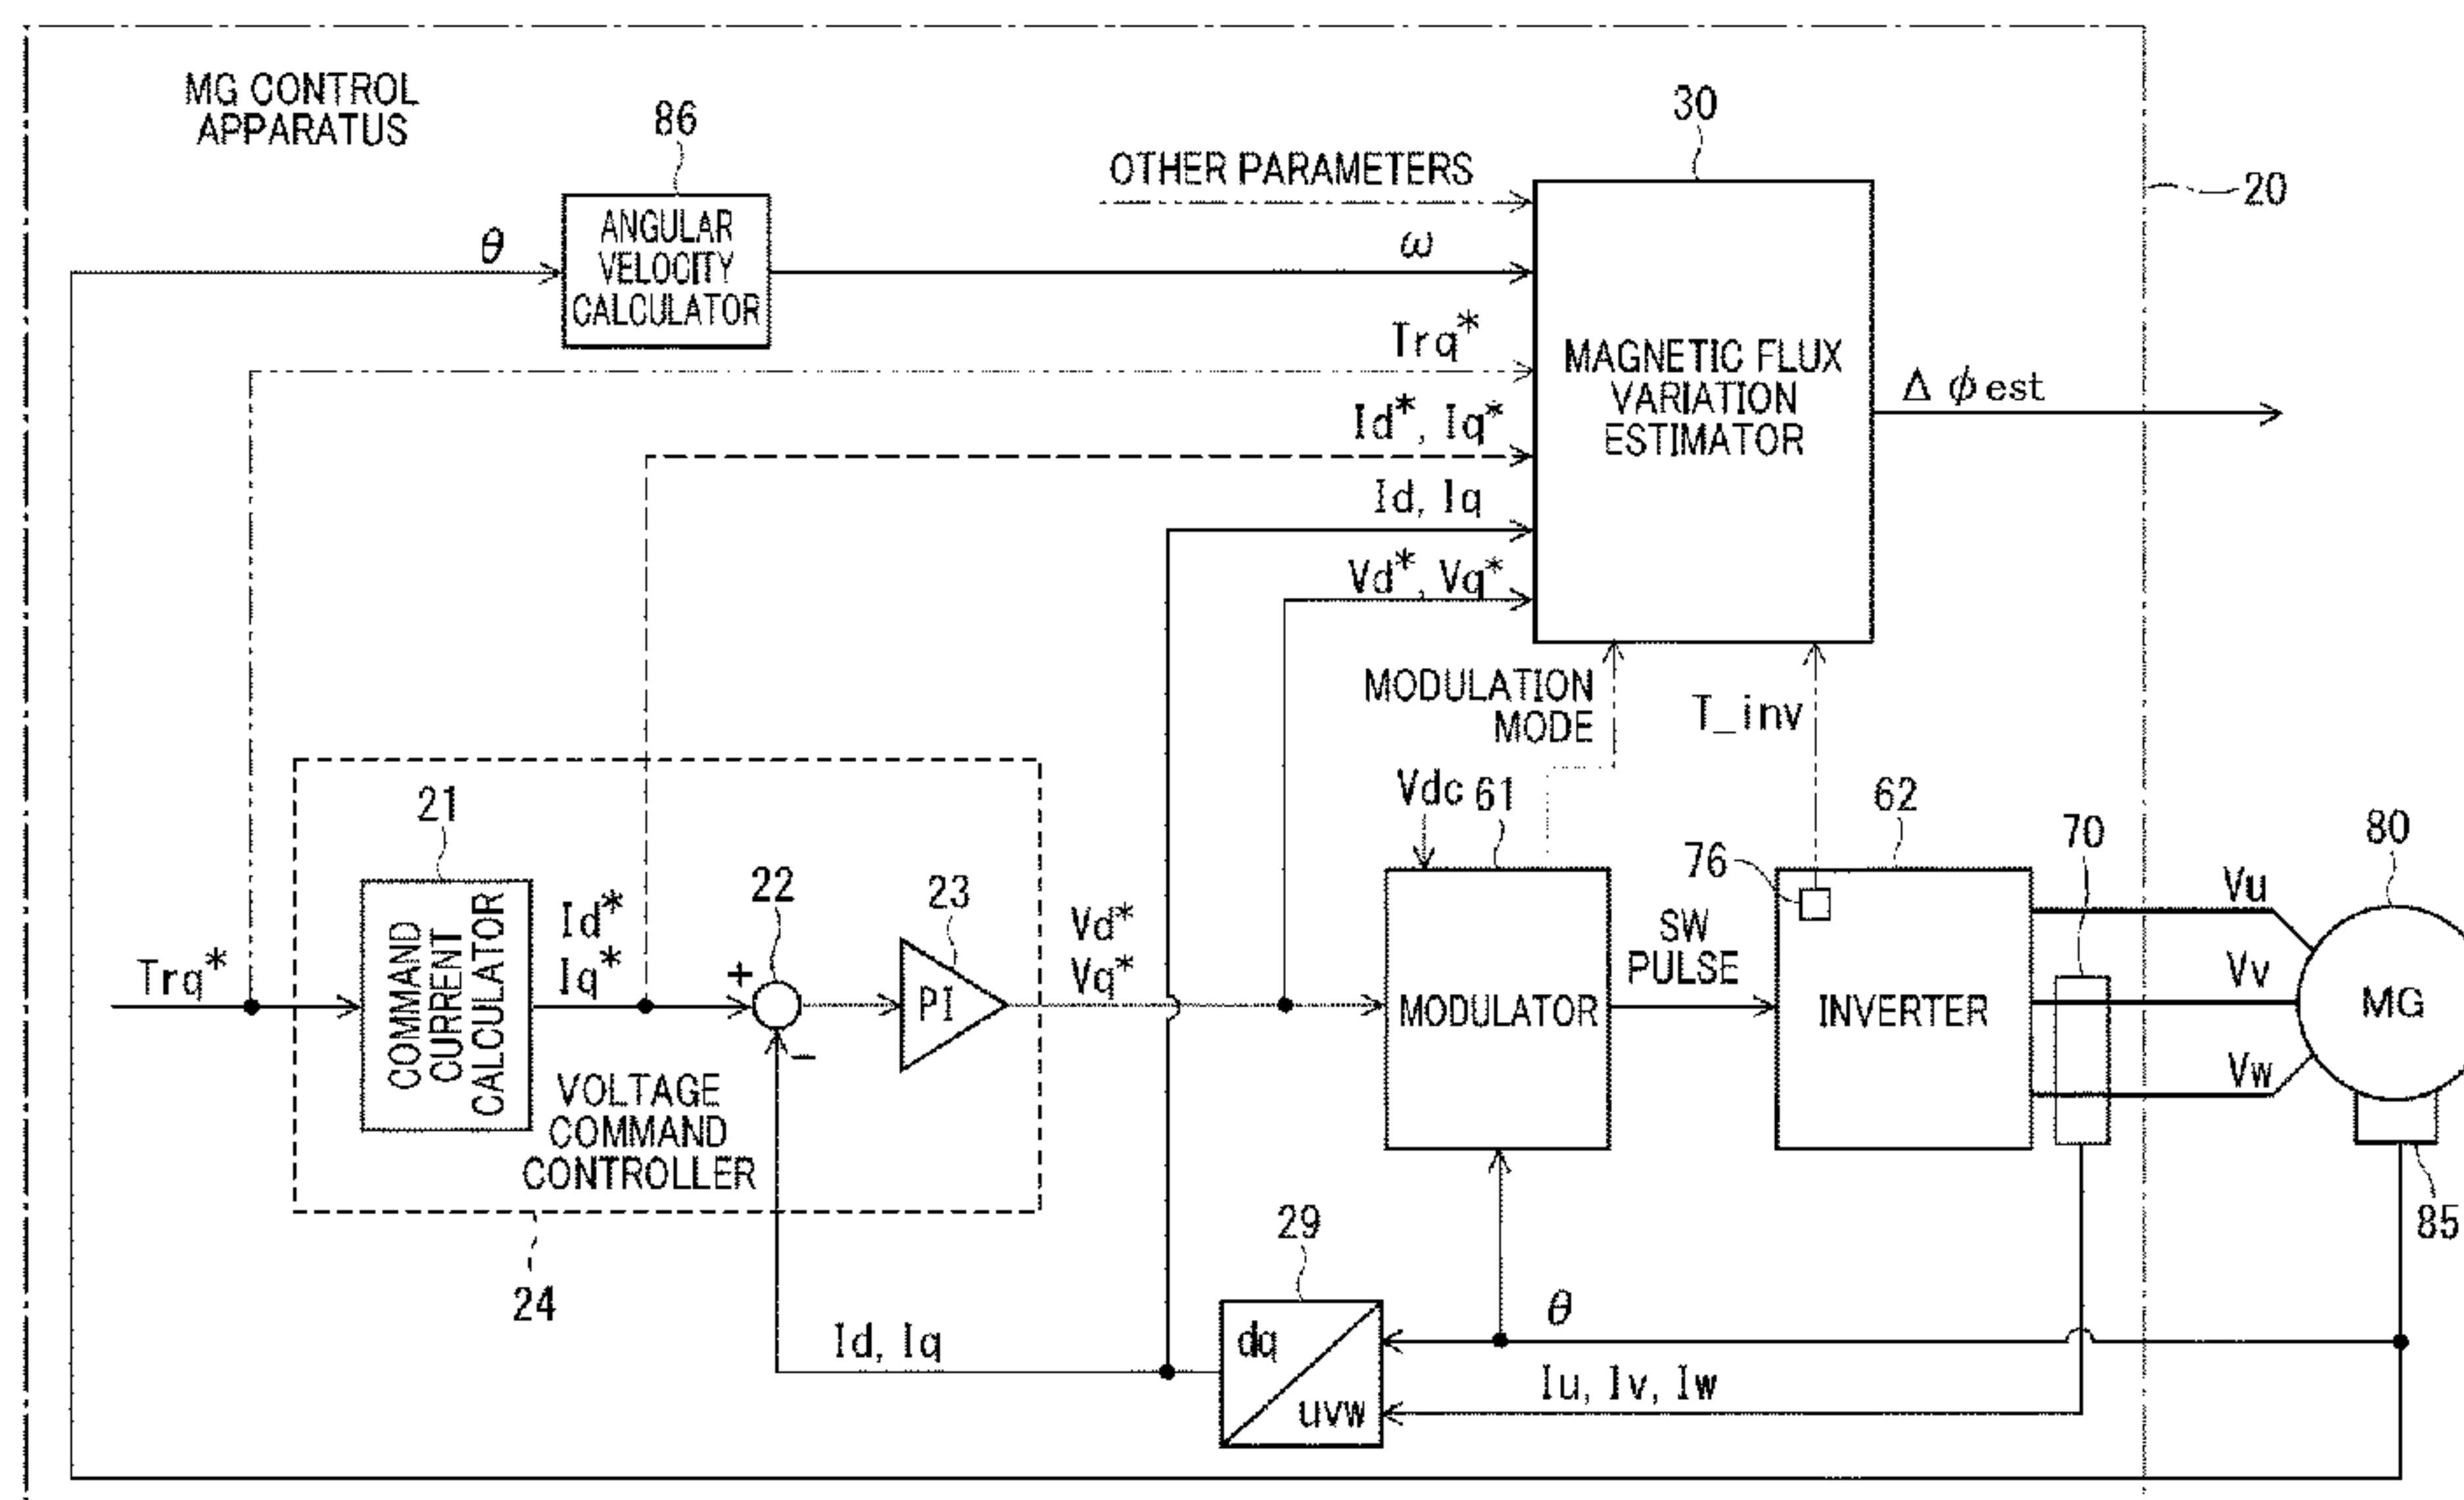 MG CONTROL
APPARATUS
86
30
OTHER PARAMETERS
20
θ
ANGULAR
VELOCITY
CALCULATOR
ω
Trq*
MAGNETIC FLUX
VARIATION
ESTIMATOR
Δφest
Id*, Iq*
Id, Iq
Vd*, Vq*
MODULATION
MODE
T_inv
21
Vdc
61
62
70
80
76
22
23
Trq*
COMMAND
CURRENT
CALCULATOR
Id*
Iq*
+
-
PI
Vd*
Vq*
MODULATOR
SW
PULSE
INVERTER
Vu
Vv
Vw
MG
VOLTAGE
COMMAND
CONTROLLER
24
29
85
θ
Id, Iq
dq
uvw
Iu, Iv, Iw